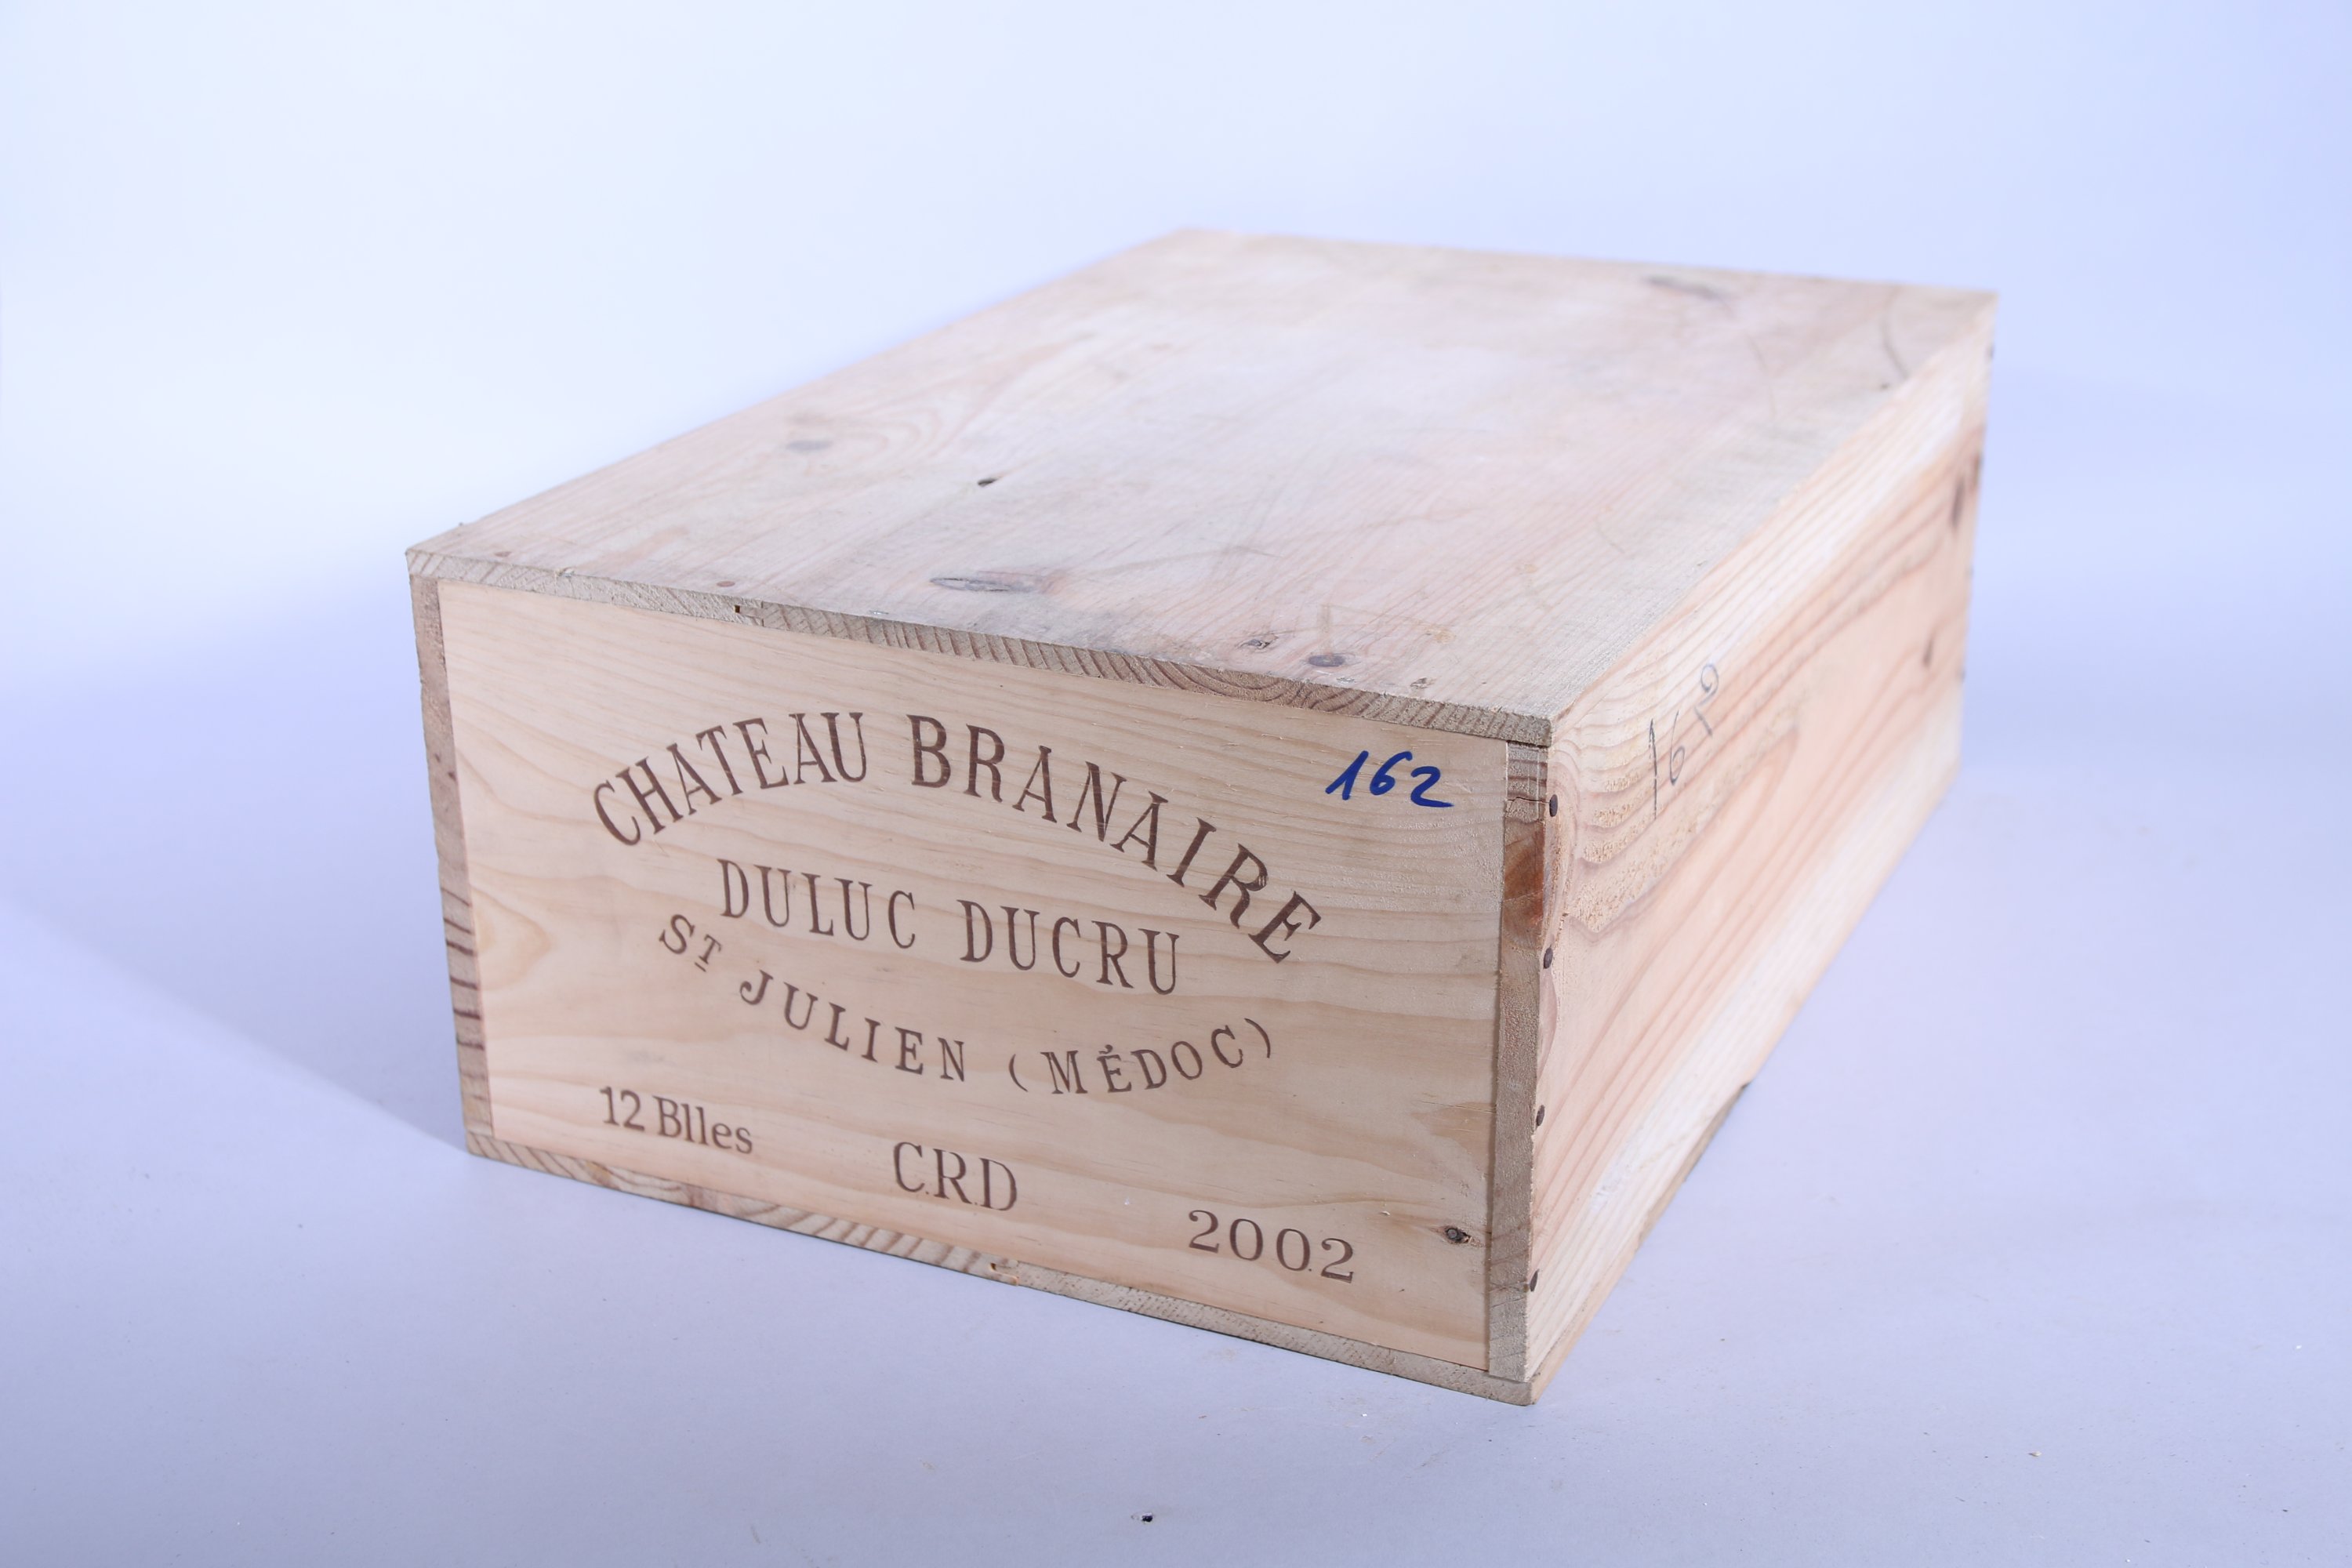 CHATEAU BRANAIRE
162
DULUC DUCRU
ST JULIEN (MÉDOC)
12 Blles
C.R.D
2002